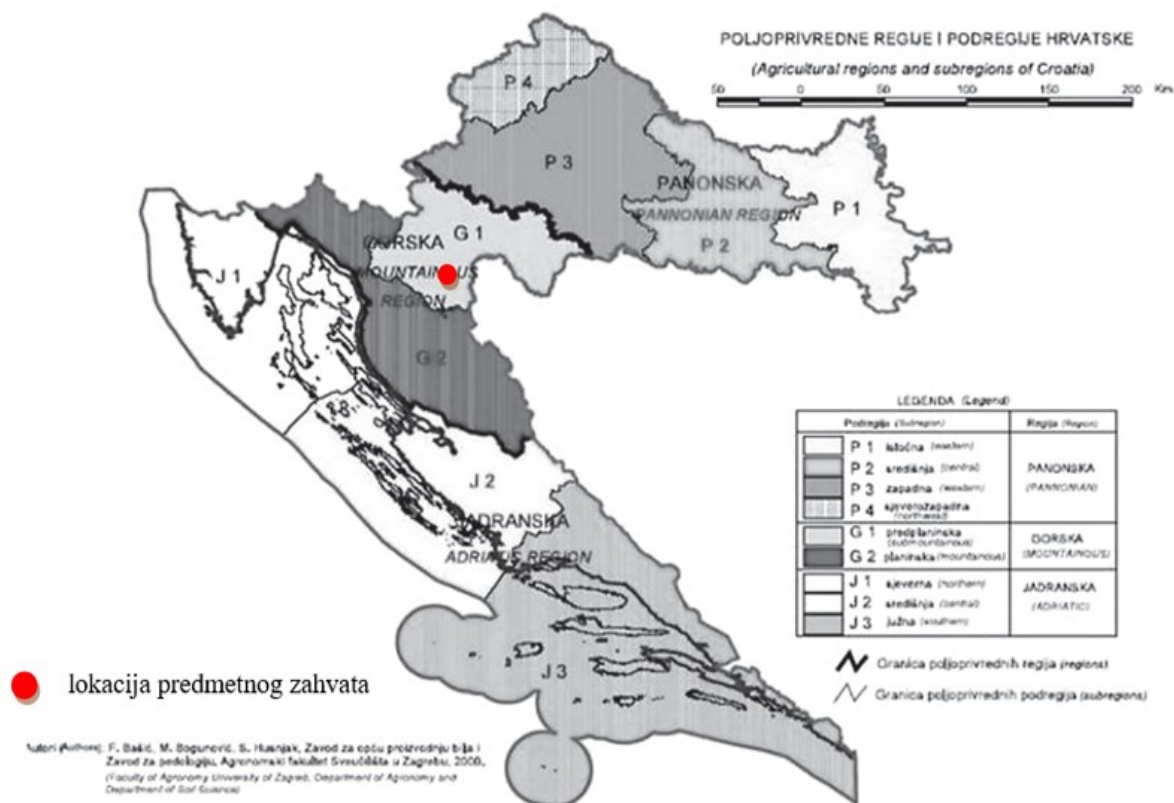 POLJOPRIVREDNE REGIJE I PODREGIJE HRVATSKE
(Agricultural regions and subregions of Croatia)
50 0 50 100 150 200 Km
P 4
P 3
PANONSKA
PANNONIAN REGION
P 1
P 2
G 1
GORSKA
MOUNTAINOUS
REGION
J 1
G 2
J 2
JADRANSKA
ADRIATIC REGION
J 3
LEGENDA (Legend)
Podregija (Subregion) Regija (Region)
P 1 istočna (eastern)
P 2 središnja (central)
P 3 zapadna (western)
P 4 sjeverozapadna
(northwest)
PANONSKA
(PANNONIAN)
G 1 predplaninska
(submountainous)
G 2 planinska (mountainous)
GORSKA
(MOUNTAINOUS)
J 1 sjeverna (northern)
J 2 središnja (central)
J 3 južna (southern)
JADRANSKA
(ADRIATIC)
Granica poljoprivrednih regija (regions)
Granica poljoprivrednih podregija (subregions)
lokacija predmetnog zahvata
Autori (Authors): F. Bašić, M. Bogunović, S. Husnjak, Zavod za opću proizvodnju bilja i
Zavod za pedologiju, Agronomski fakultet Sveučilišta u Zagrebu, 2000.,
(Faculty of Agronomy University of Zagreb, Department of Agronomy and
Department of Soil Science)